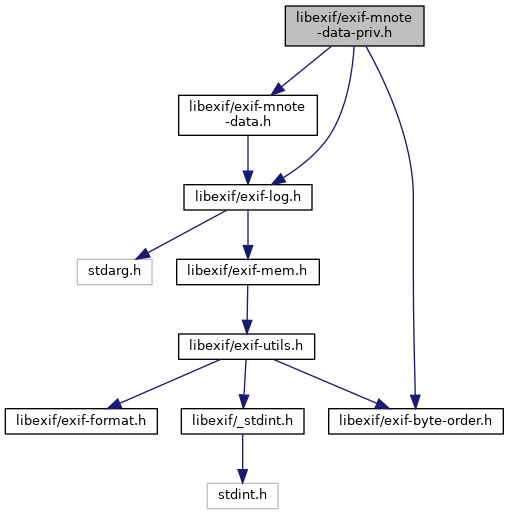 libexif/exif-mnote
-data-priv.h
libexif/exif-mnote
-data.h
libexif/exif-log.h
stdarg.h
libexif/exif-mem.h
libexif/exif-utils.h
libexif/exif-format.h
libexif/_stdint.h
libexif/exif-byte-order.h
stdint.h